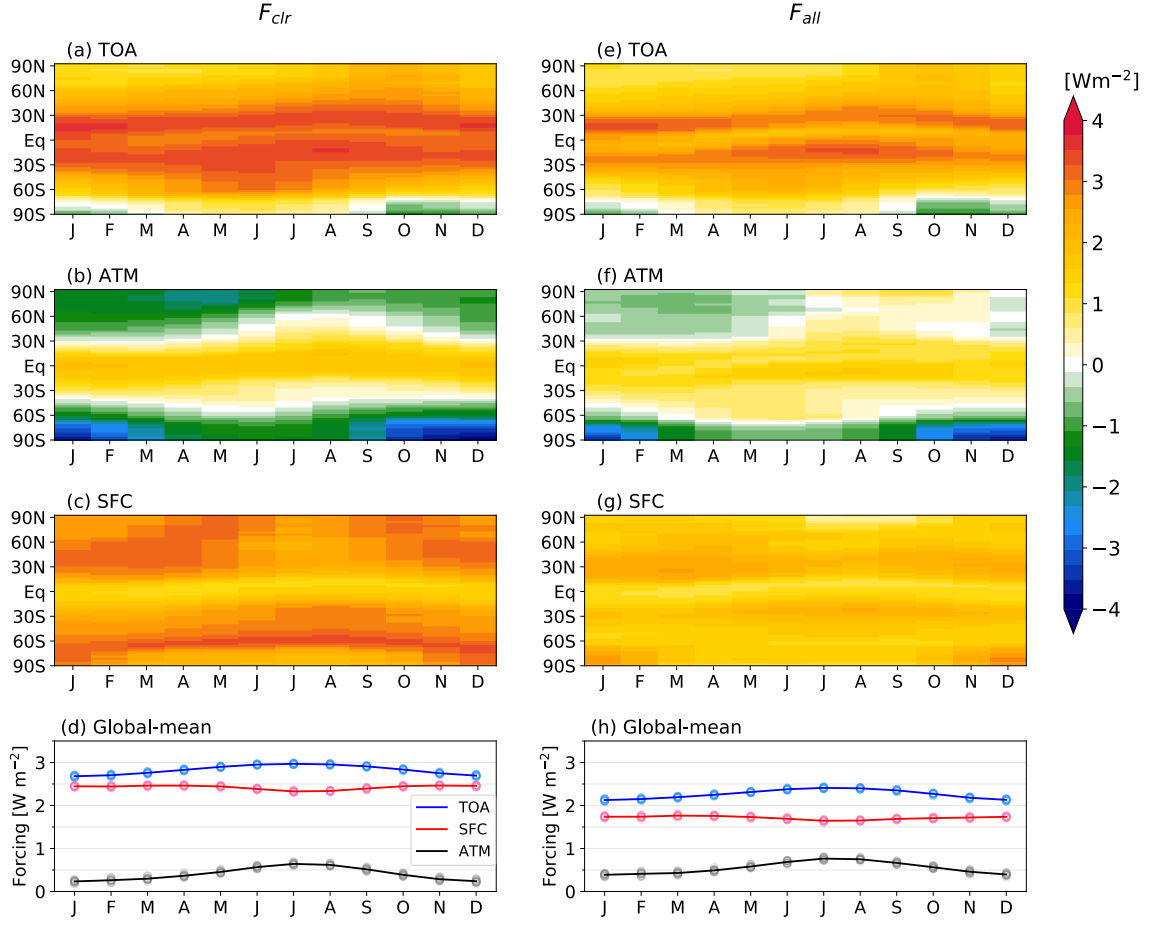 F_clr
F_all
(a) TOA
90N
60N
30N
Eq
30S
60S
90S
J F M A M J J A S O N D
(e) TOA
90N
60N
30N
Eq
30S
60S
90S
J F M A M J J A S O N D
[Wm⁻²]
4
3
2
1
0
−1
−2
−3
−4
(b) ATM
90N
60N
30N
Eq
30S
60S
90S
J F M A M J J A S O N D
(f) ATM
90N
60N
30N
Eq
30S
60S
90S
J F M A M J J A S O N D
(c) SFC
90N
60N
30N
Eq
30S
60S
90S
J F M A M J J A S O N D
(g) SFC
90N
60N
30N
Eq
30S
60S
90S
J F M A M J J A S O N D
(d) Global-mean
Forcing [W m⁻²]
3
2
1
0
TOA
SFC
ATM
J F M A M J J A S O N D
(h) Global-mean
Forcing [W m⁻²]
3
2
1
0
J F M A M J J A S O N D